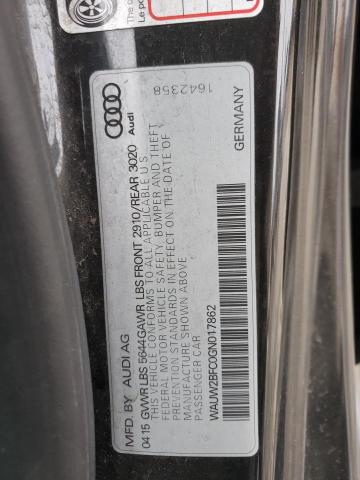 MFD. BY AUDI AG
04 15 GVWR LBS 5644GAWR LBS FRONT 2910/REAR 3020 Audi
THIS VEHICLE CONFORMS TO ALL APPLICABLE U S
FEDERAL MOTOR VEHICLE SAFETY, BUMPER AND THEFT
PREVENTION STANDARDS IN EFFECT ON THE DATE OF
MANUFACTURE SHOWN ABOVE
PASSENGER CAR
1642358
WAUW2BFC0GN017862 GERMANY